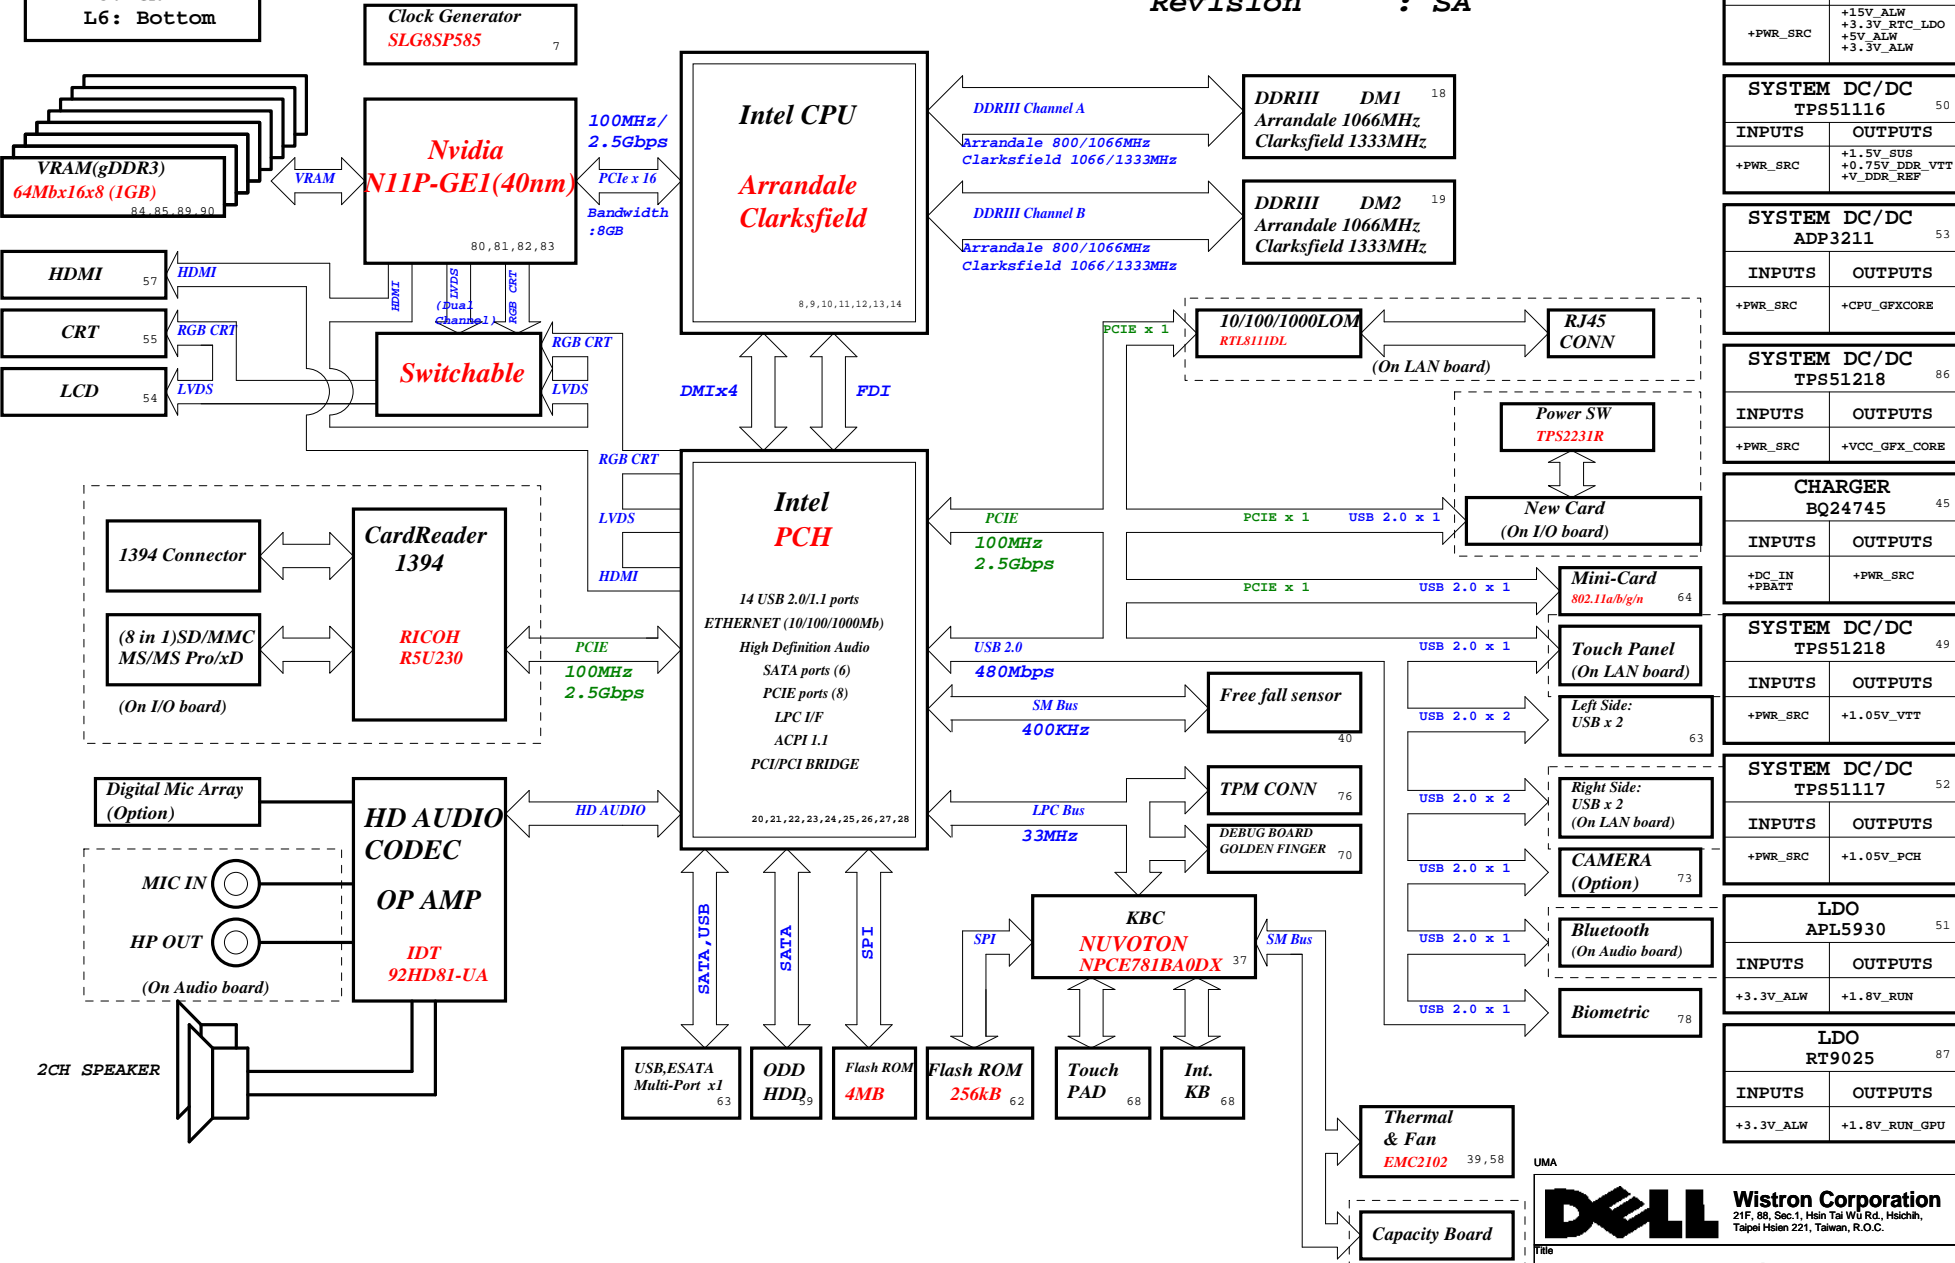 L6: Bottom
Clock Generator
SLG8SP585
7
Revision : SA
VRAM(gDDR3)
64Mbx16x8 (1GB)
84,85,89,90
VRAM
Nvidia
N11P-GE1(40nm)
80,81,82,83
100MHz/
2.5Gbps
PCIe x 16
Bandwidth
:8GB
Intel CPU
Arrandale
Clarksfield
8,9,10,11,12,13,14
DDRIII Channel A
Arrandale 800/1066MHz
Clarksfield 1066/1333MHz
DDRIII DM1
18
Arrandale 1066MHz
Clarksfield 1333MHz
DDRIII Channel B
Arrandale 800/1066MHz
Clarksfield 1066/1333MHz
DDRIII DM2
19
Arrandale 1066MHz
Clarksfield 1333MHz
HDMI
57
HDMI
CRT
55
RGB CRT
LCD
54
LVDS
HDMI
LVDS
(Dual
Channel)
RGB CRT
Switchable
RGB CRT
LVDS
DMIx4
FDI
RGB CRT
LVDS
HDMI
PCIE x 1
10/100/1000LOM
RTL8111DL
RJ45
CONN
(On LAN board)
Power SW
TPS2231R
New Card
(On I/O board)
1394 Connector
CardReader
1394
(8 in 1)SD/MMC
MS/MS Pro/xD
RICOH
R5U230
(On I/O board)
PCIE
100MHz
2.5Gbps
Intel
PCH
14 USB 2.0/1.1 ports
ETHERNET (10/100/1000Mb)
High Definition Audio
SATA ports (6)
PCIE ports (8)
LPC I/F
ACPI 1.1
PCI/PCI BRIDGE
20,21,22,23,24,25,26,27,28
PCIE
100MHz
2.5Gbps
PCIE x 1
USB 2.0 x 1
PCIE x 1
USB 2.0 x 1
Mini-Card
802.11a/b/g/n
64
USB 2.0
480Mbps
USB 2.0 x 1
Touch Panel
(On LAN board)
SM Bus
400KHz
Free fall sensor
40
USB 2.0 x 2
Left Side:
USB x 2
63
LPC Bus
33MHz
TPM CONN
76
DEBUG BOARD
GOLDEN FINGER
70
USB 2.0 x 2
Right Side:
USB x 2
(On LAN board)
USB 2.0 x 1
CAMERA
(Option)
73
USB 2.0 x 1
Bluetooth
(On Audio board)
USB 2.0 x 1
Biometric
78
Digital Mic Array
(Option)
HD AUDIO
CODEC
OP AMP
IDT
92HD81-UA
HD AUDIO
MIC IN
HP OUT
(On Audio board)
2CH SPEAKER
SATA,USB
SATA
SPI
USB,ESATA
Multi-Port x1
63
ODD
HDD
59
Flash ROM
4MB
SPI
KBC
NUVOTON
NPCE781BA0DX
37
SM Bus
Flash ROM
256kB
62
Touch
PAD
68
Int.
KB
68
Thermal
& Fan
EMC2102
39,58
Capacity Board
+PWR_SRC
+15V_ALW
+3.3V_RTC_LDO
+5V_ALW
+3.3V_ALW
SYSTEM DC/DC
TPS51116
50
INPUTS OUTPUTS
+PWR_SRC
+1.5V_SUS
+0.75V_DDR_VTT
+V_DDR_REF
SYSTEM DC/DC
ADP3211
53
INPUTS OUTPUTS
+PWR_SRC +CPU_GFXCORE
SYSTEM DC/DC
TPS51218
86
INPUTS OUTPUTS
+PWR_SRC +VCC_GFX_CORE
CHARGER
BQ24745
45
INPUTS OUTPUTS
+DC_IN
+PBATT
+PWR_SRC
SYSTEM DC/DC
TPS51218
49
INPUTS OUTPUTS
+PWR_SRC +1.05V_VTT
SYSTEM DC/DC
TPS51117
52
INPUTS OUTPUTS
+PWR_SRC +1.05V_PCH
LDO
APL5930
51
INPUTS OUTPUTS
+3.3V_ALW +1.8V_RUN
LDO
RT9025
87
INPUTS OUTPUTS
+3.3V_ALW +1.8V_RUN_GPU
UMA
DELL
Wistron Corporation
21F, 88, Sec.1, Hsin Tai Wu Rd., Hsichih,
Taipei Hsien 221, Taiwan, R.O.C.
Title